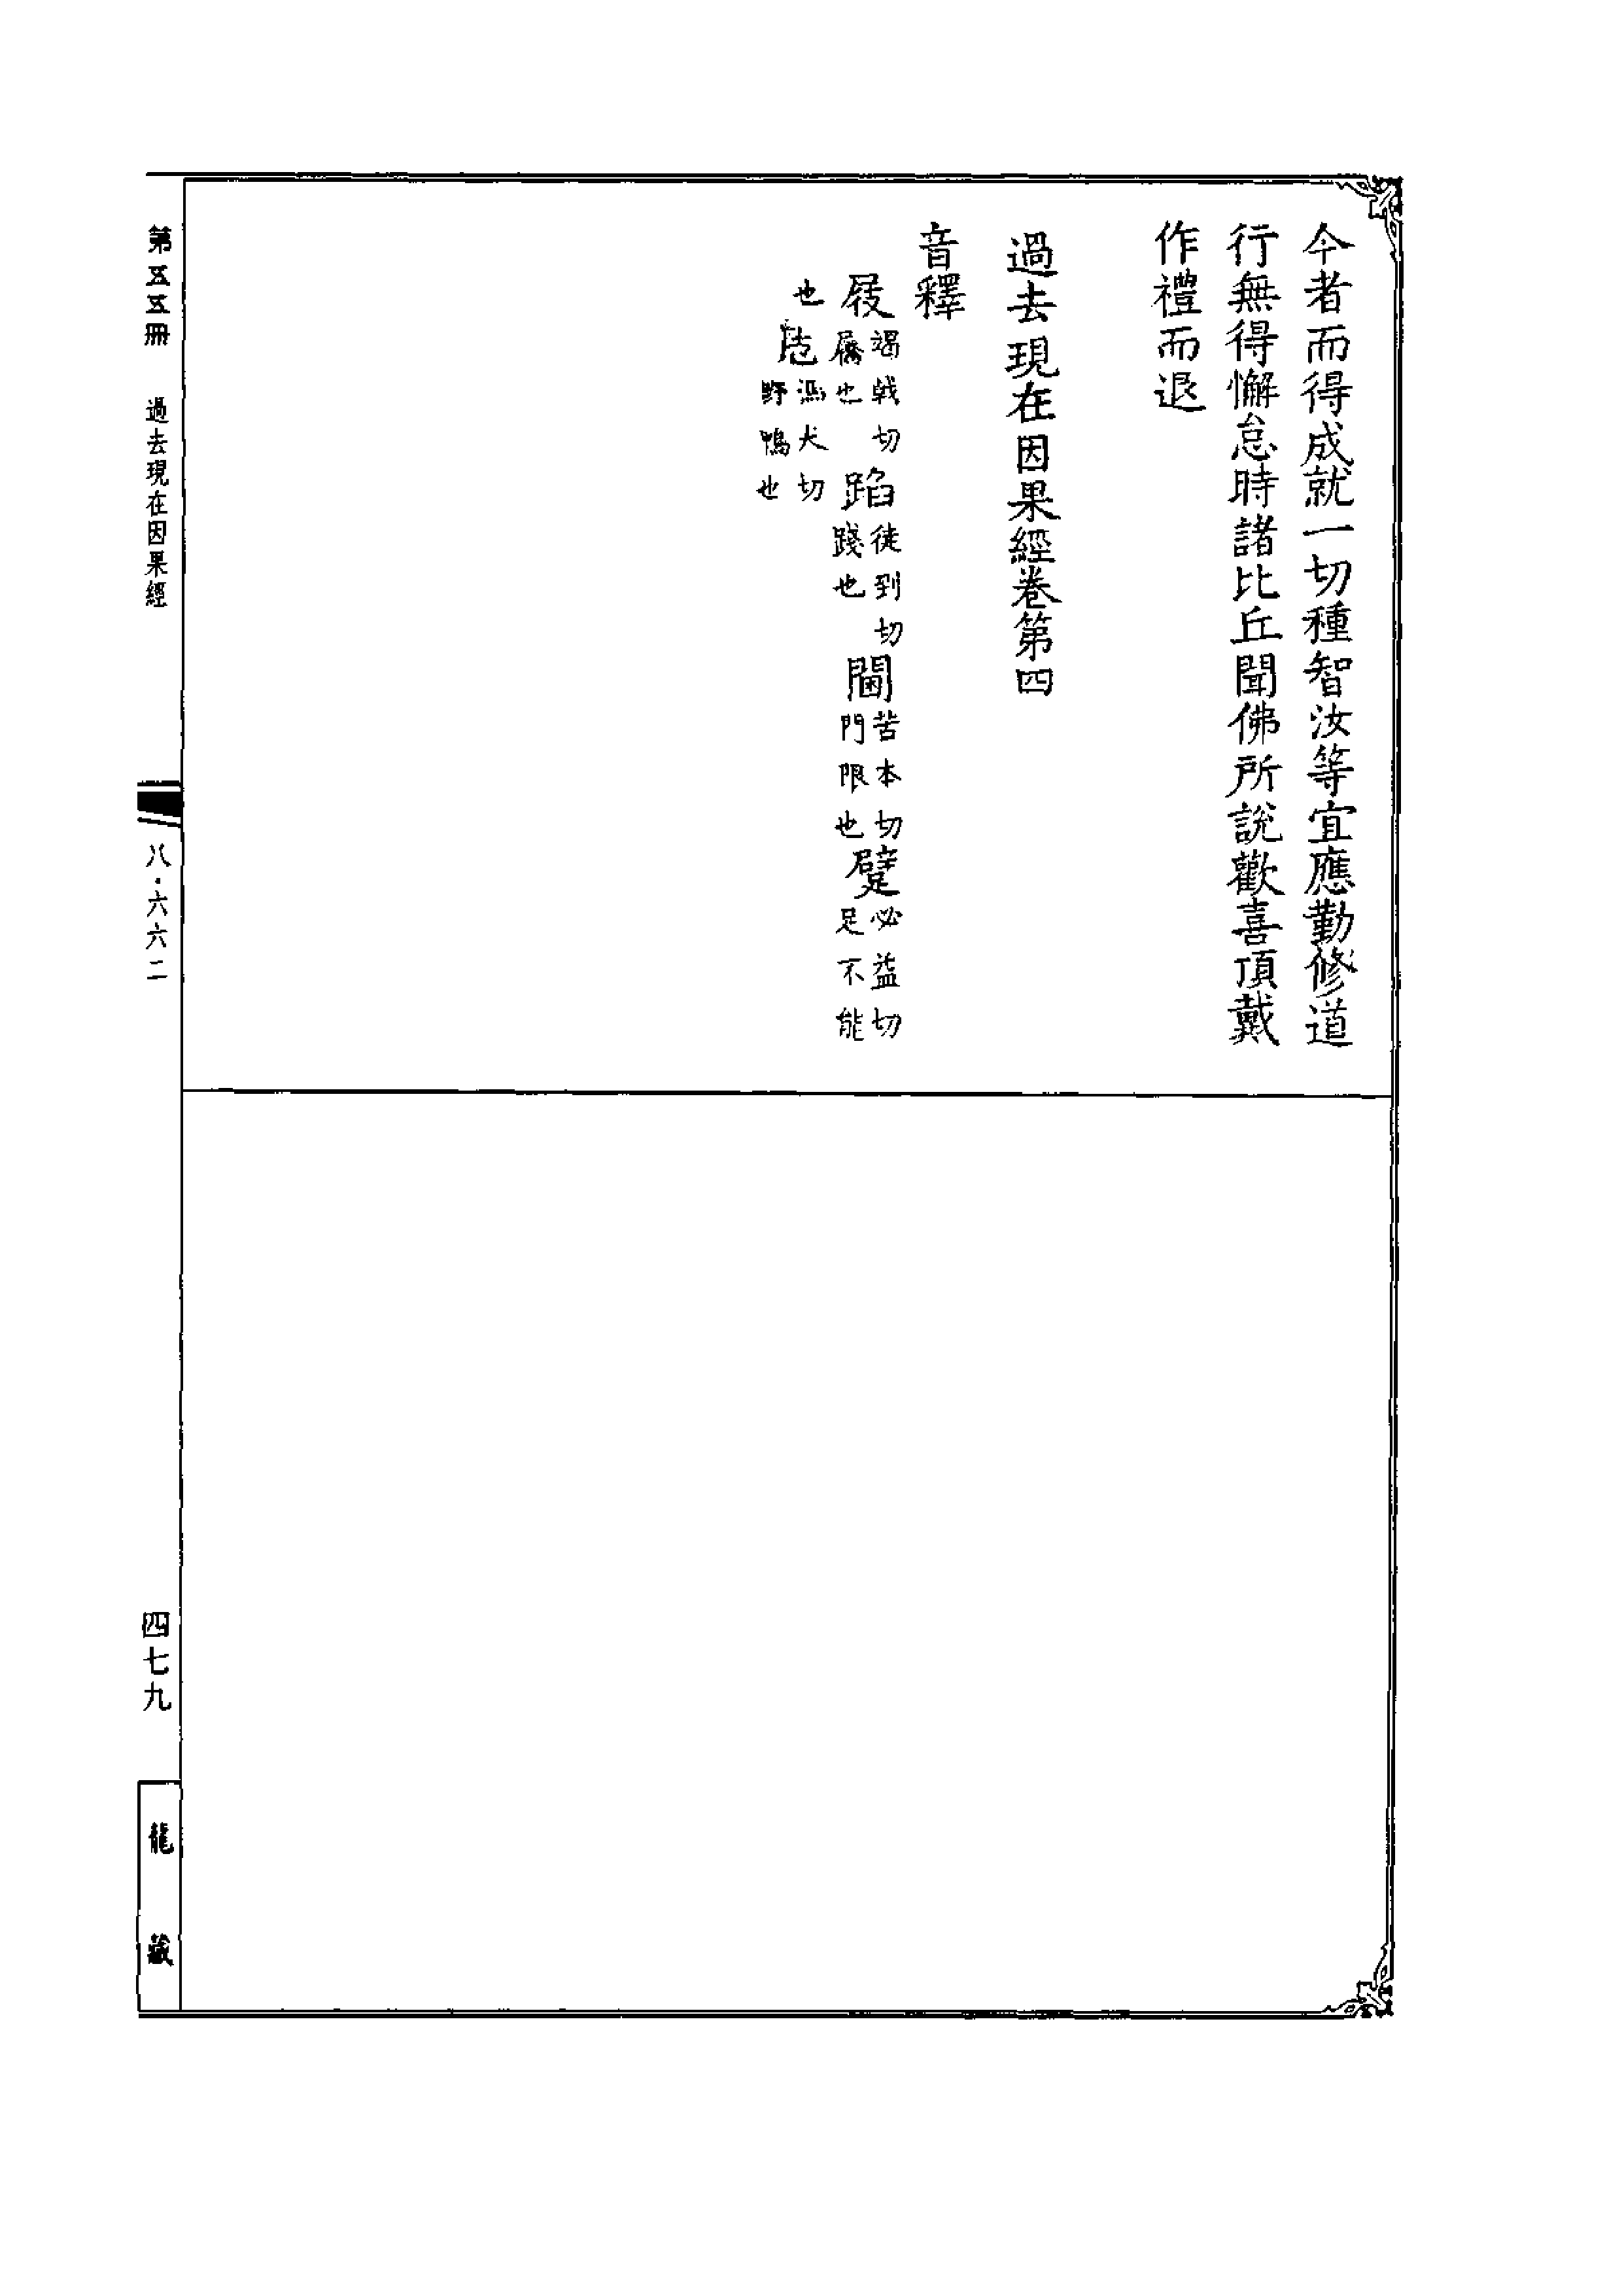 今者而得成就一切種智汝等宜應勤修道
行無得懈怠時諸比丘聞佛所說歡喜頂戴
作禮而退
過去現在因果經卷第四
音釋
屐竭戟切屩也蹈徒到切踐也閫苦本切門限也躄必益切足不能
也馮犬切野鴨也
第五五冊 過去現在因果經 八·六六二 四七九 龍藏